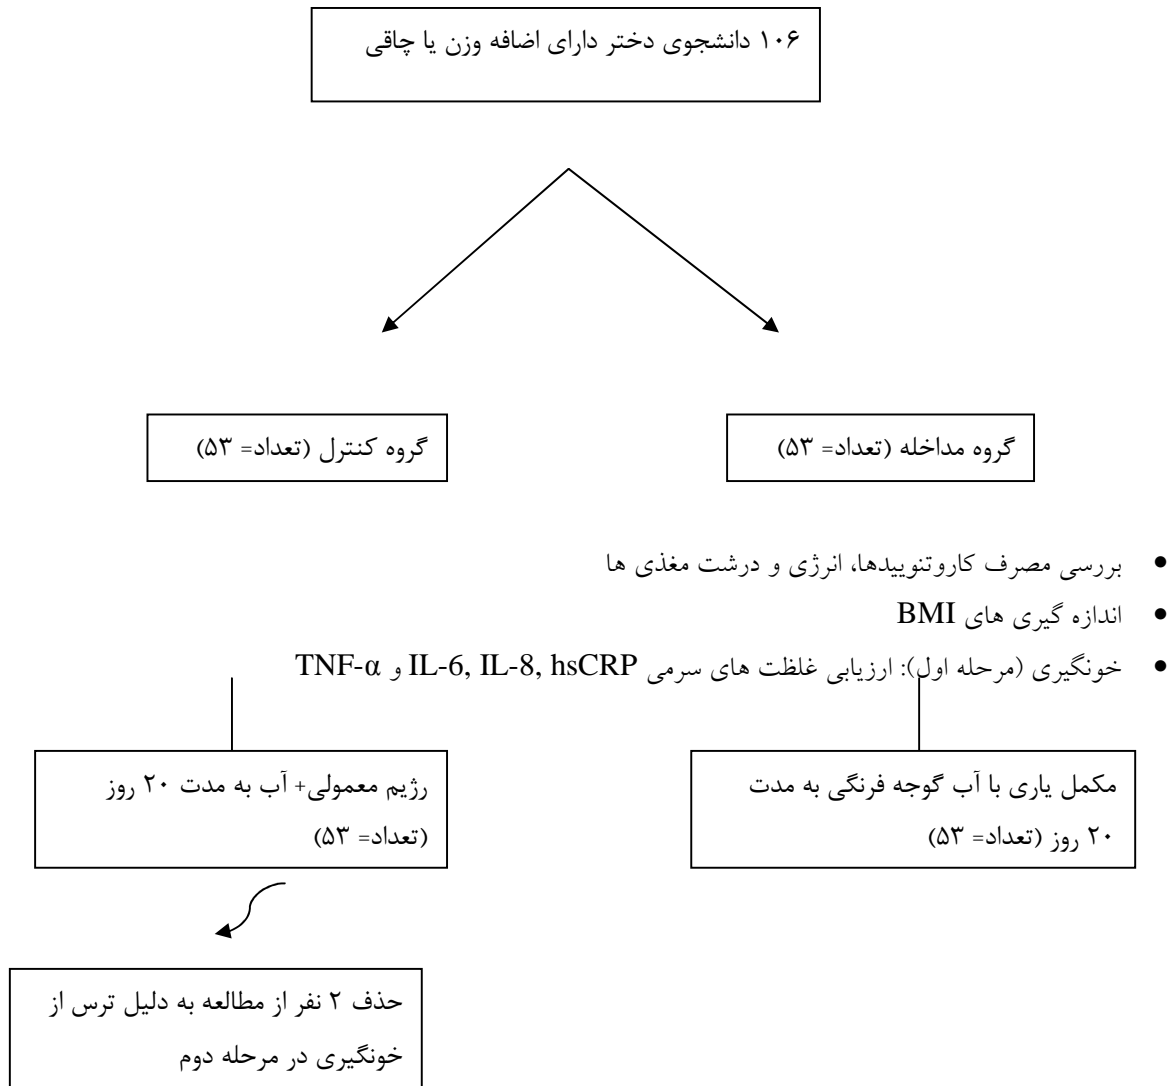 ۱۰۶ دانشجوی دختر دارای اضافه وزن یا چاقی
گروه مداخله (تعداد= ۵۳)
گروه کنترل (تعداد= ۵۳)
• بررسی مصرف کاروتنوییدها، انرژی و درشت مغذی ها
• اندازه گیری های BMI
• خونگیری (مرحله اول): ارزیابی غلظت های سرمی IL-6, IL-8, hsCRP و TNF-α
مکمل یاری با آب گوجه فرنگی به مدت
۲۰ روز (تعداد= ۵۳)
رژیم معمولی+ آب به مدت ۲۰ روز
(تعداد= ۵۳)
حذف ۲ نفر از مطالعه به دلیل ترس از
خونگیری در مرحله دوم